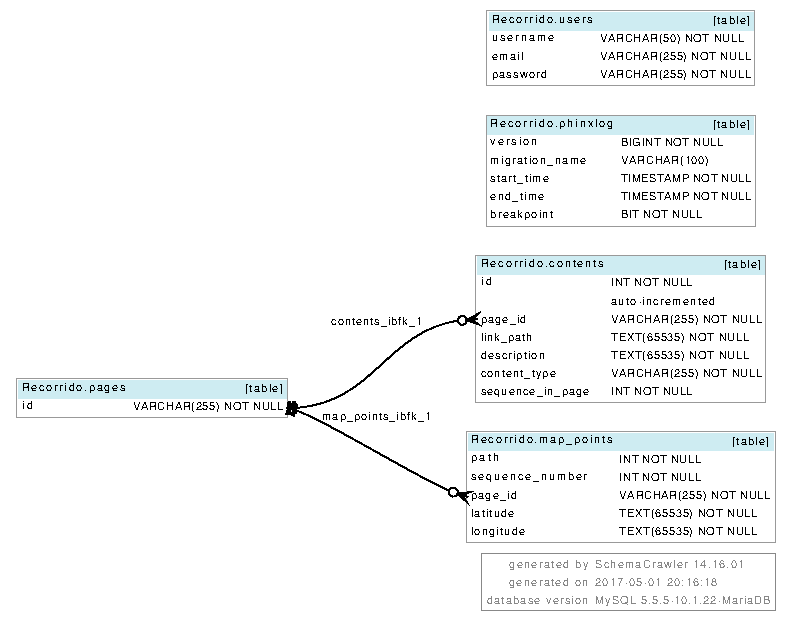 Recorrido.users [table]
username VARCHAR(50) NOT NULL
email VARCHAR(255) NOT NULL
password VARCHAR(255) NOT NULL
Recorrido.phinxlog [table]
version BIGINT NOT NULL
migration_name VARCHAR(100)
start_time TIMESTAMP NOT NULL
end_time TIMESTAMP NOT NULL
breakpoint BIT NOT NULL
Recorrido.contents [table]
id INT NOT NULL
auto-incremented
page_id VARCHAR(255) NOT NULL
link_path TEXT(65535) NOT NULL
description TEXT(65535) NOT NULL
content_type VARCHAR(255) NOT NULL
sequence_in_page INT NOT NULL
contents_ibfk_1
Recorrido.pages [table]
id VARCHAR(255) NOT NULL
map_points_ibfk_1
Recorrido.map_points [table]
path INT NOT NULL
sequence_number INT NOT NULL
page_id VARCHAR(255) NOT NULL
latitude TEXT(65535) NOT NULL
longitude TEXT(65535) NOT NULL
generated by SchemaCrawler 14.16.01
generated on 2017-05-01 20:16:18
database version MySQL 5.5.5-10.1.22-MariaDB